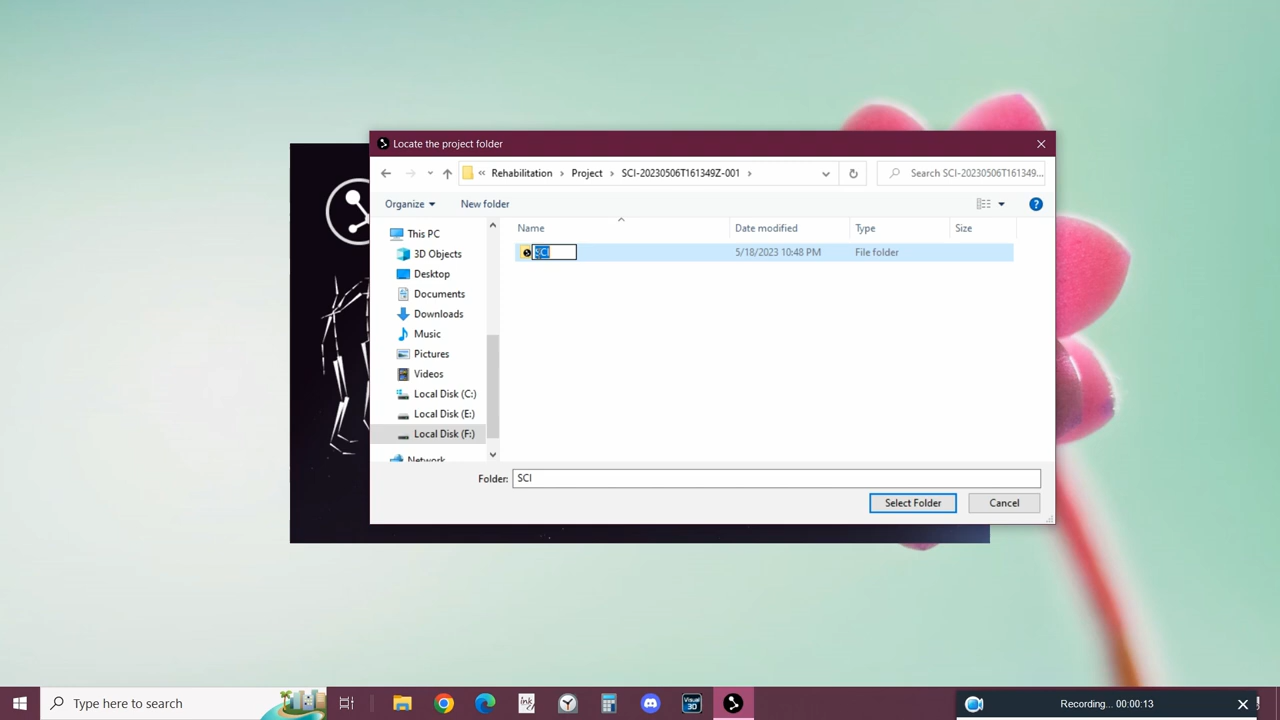 Locate the project folder
« Rehabilitation > Project > SCI-20230506T161349Z-001 >
Search SCI-20230506T161349...
Organize
New folder
Name
Date modified
Type
Size
This PC
3D Objects
Desktop
Documents
Downloads
Music
Pictures
Videos
Local Disk (C:)
Local Disk (E:)
Local Disk (F:)
Network
SCI
5/18/2023 10:48 PM
File folder
Folder: SCI
Select Folder
Cancel
Type here to search
ink
Visual 3D
Recording... 00:00:13